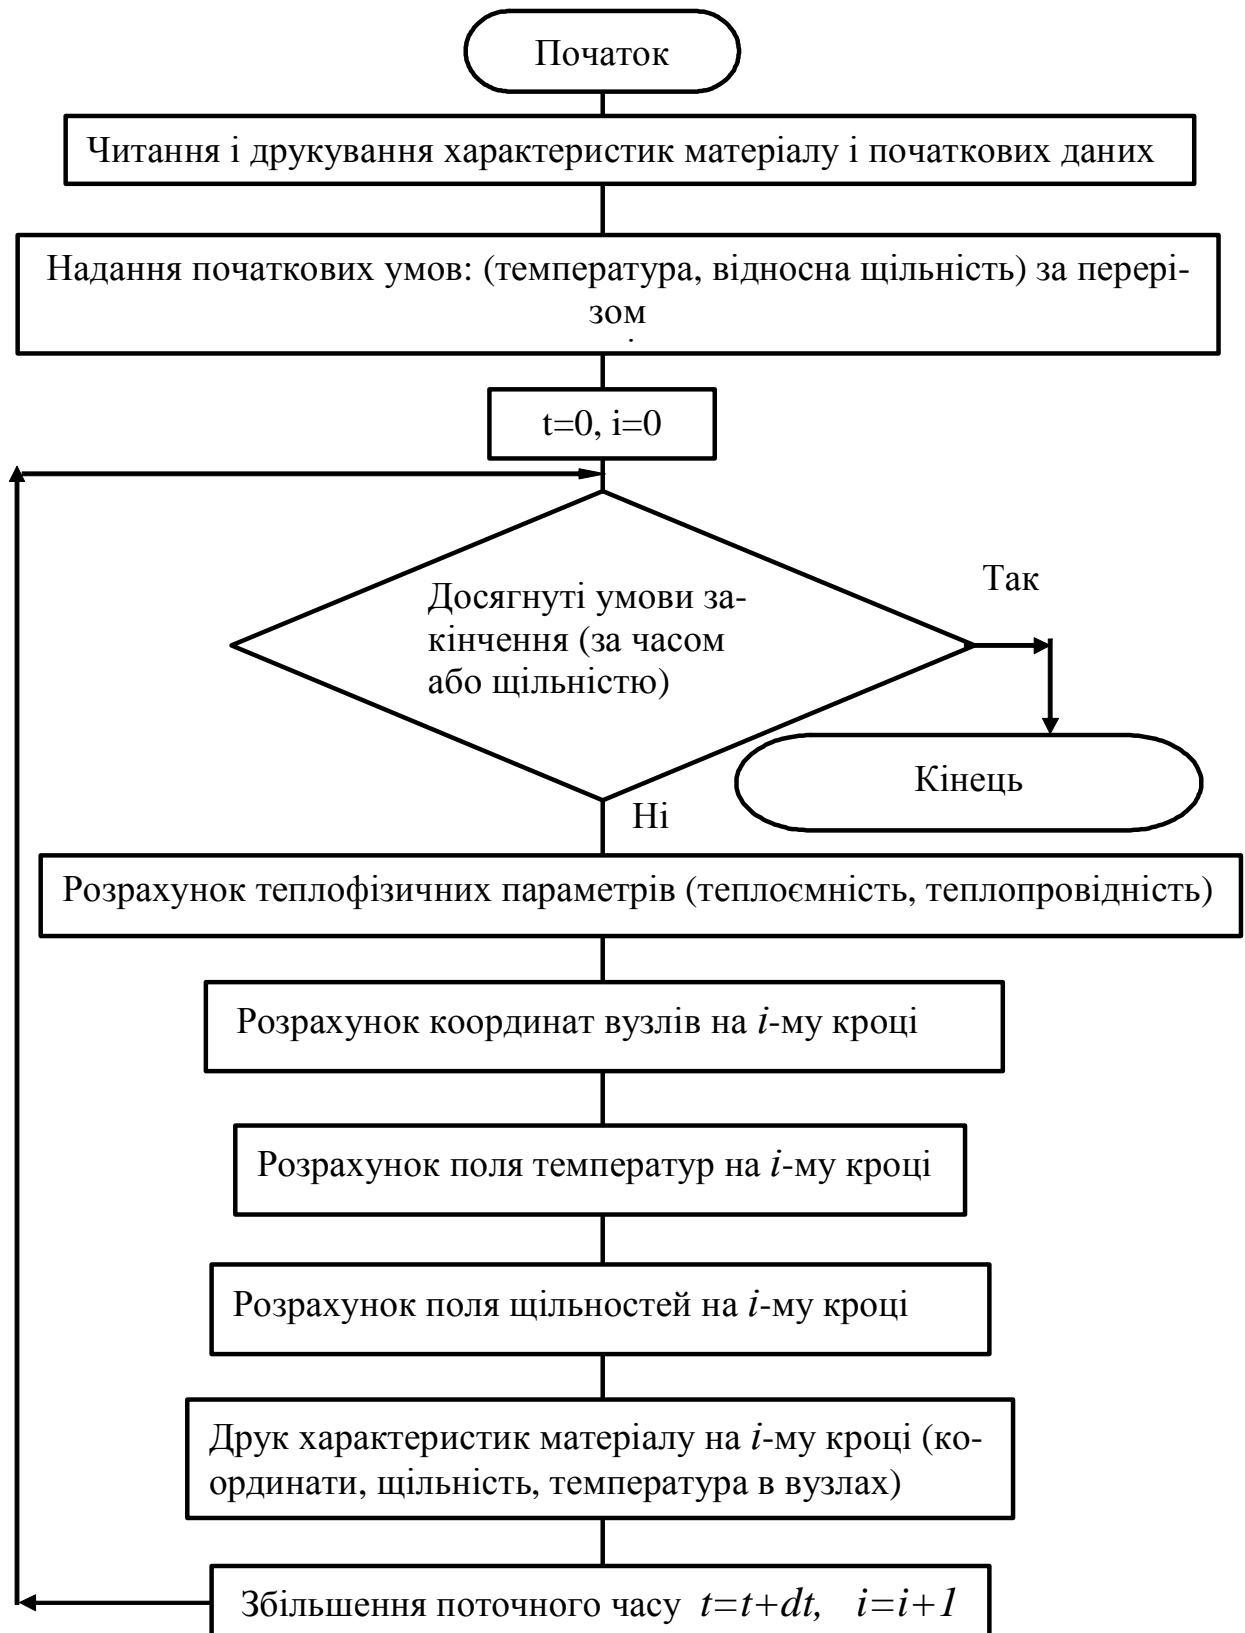 Початок
Читання і друкування характеристик матеріалу і початкових даних
Надання початкових умов: (температура, відносна щільність) за перері-
зом
t=0, i=0
Досягнуті умови за-
кінчення (за часом
або щільністю)
Так
Кінець
Ні
Розрахунок теплофізичних параметрів (теплоємність, теплопровідність)
Розрахунок координат вузлів на i-му кроці
Розрахунок поля температур на i-му кроці
Розрахунок поля щільностей на i-му кроці
Друк характеристик матеріалу на i-му кроці (ко-
ординати, щільність, температура в вузлах)
Збільшення поточного часу t=t+dt, i=i+1